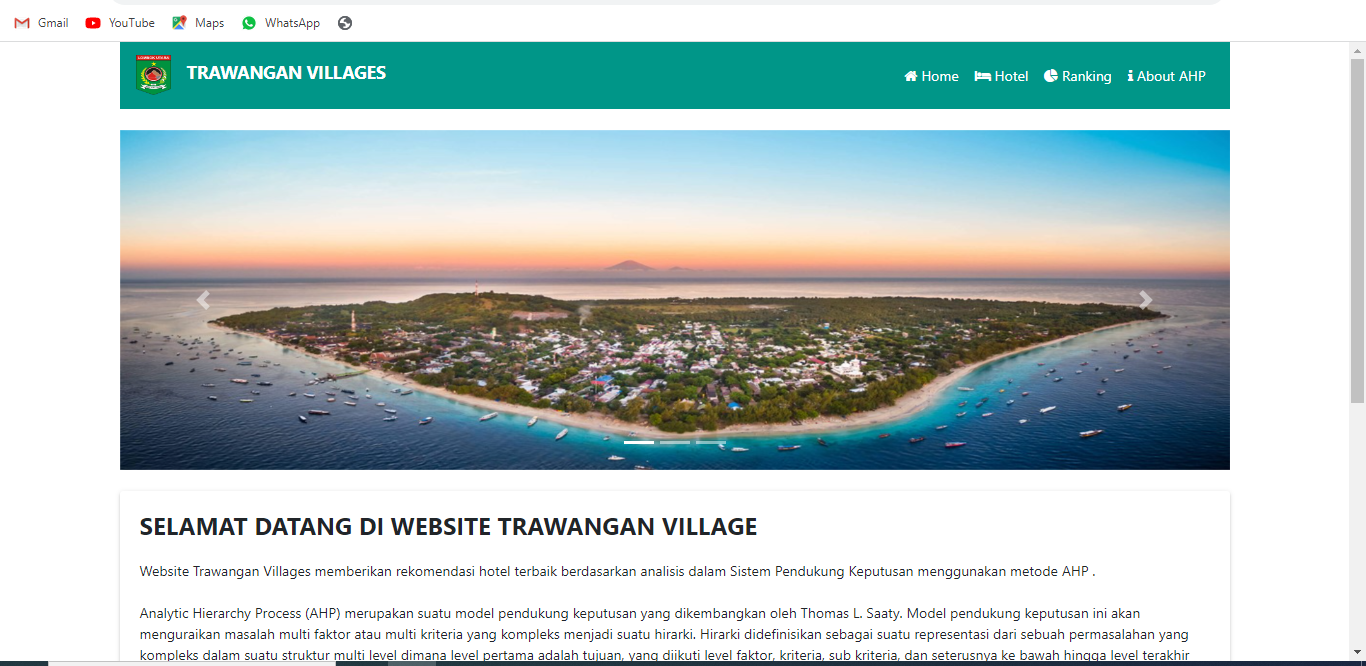 Gmail YouTube Maps WhatsApp
LOMBOK UTARA
TRAWANGAN VILLAGES
Home Hotel Ranking About AHP
SELAMAT DATANG DI WEBSITE TRAWANGAN VILLAGE
Website Trawangan Villages memberikan rekomendasi hotel terbaik berdasarkan analisis dalam Sistem Pendukung Keputusan menggunakan metode AHP .
Analytic Hierarchy Process (AHP) merupakan suatu model pendukung keputusan yang dikembangkan oleh Thomas L. Saaty. Model pendukung keputusan ini akan
menguraikan masalah multi faktor atau multi kriteria yang kompleks menjadi suatu hirarki. Hirarki didefinisikan sebagai suatu representasi dari sebuah permasalahan yang
kompleks dalam suatu struktur multi level dimana level pertama adalah tujuan, yang diikuti level faktor, kriteria, sub kriteria, dan seterusnya ke bawah hingga level terakhir